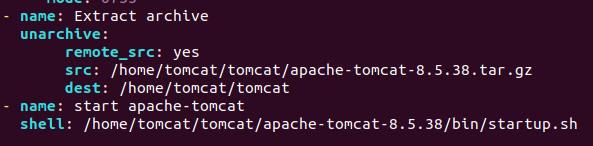 - name: Extract archive
  unarchive:
       remote_src: yes
       src: /home/tomcat/tomcat/apache-tomcat-8.5.38.tar.gz
       dest: /home/tomcat/tomcat
- name: start apache-tomcat
  shell: /home/tomcat/tomcat/apache-tomcat-8.5.38/bin/startup.sh